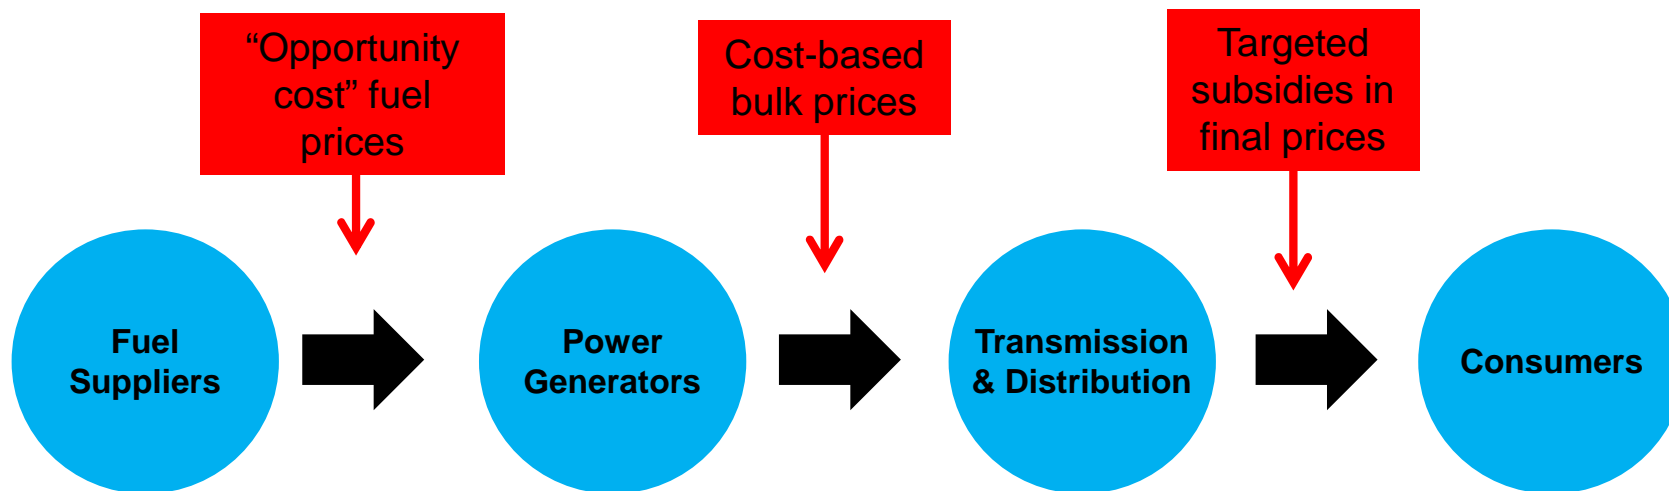 “Opportunity
cost” fuel
prices
Cost-based
bulk prices
Targeted
subsidies in
final prices
Fuel
Suppliers
Power
Generators
Transmission
& Distribution
Consumers